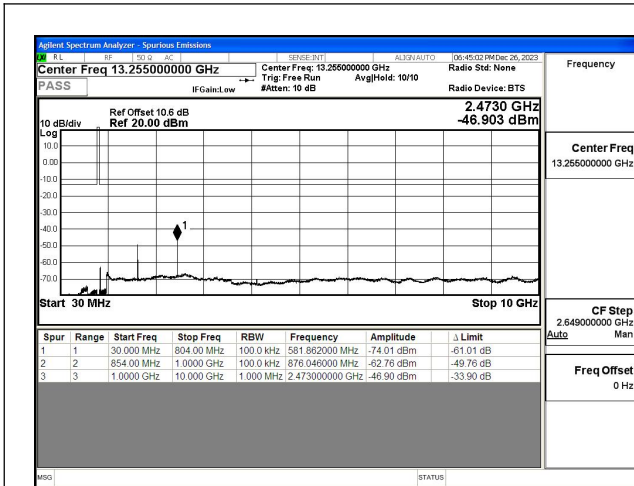 Agilent Spectrum Analyzer - Spurious Emissions
RL RF 50 Ω AC SENSE:INT ALIGN AUTO 06:45:02 PM Dec 26, 2023
Center Freq 13.255000000 GHz Center Freq: 13.255000000 GHz Radio Std: None
Trig: Free Run Avg|Hold: 10/10
PASS IFGain:Low #Atten: 10 dB Radio Device: BTS
Frequency
Ref Offset 10.6 dB 2.4730 GHz
10 dB/div Ref 20.00 dBm -46.903 dBm
Log
10.0
0.00
-10.0
-20.0
-30.0
-40.0
-50.0
-60.0
-70.0
1
Start 30 MHz Stop 10 GHz
Spur Range Start Freq Stop Freq RBW Frequency Amplitude Δ Limit
1 1 30.000 MHz 804.00 MHz 100.0 kHz 581.862000 MHz -74.01 dBm -61.01 dB
2 2 854.00 MHz 1.0000 GHz 100.0 kHz 876.046000 MHz -62.76 dBm -49.76 dB
3 3 1.0000 GHz 10.000 GHz 1.000 MHz 2.473000000 GHz -46.90 dBm -33.90 dB
Center Freq
13.255000000 GHz
CF Step
2.649000000 GHz
Auto Man
Freq Offset
0 Hz
MSG STATUS